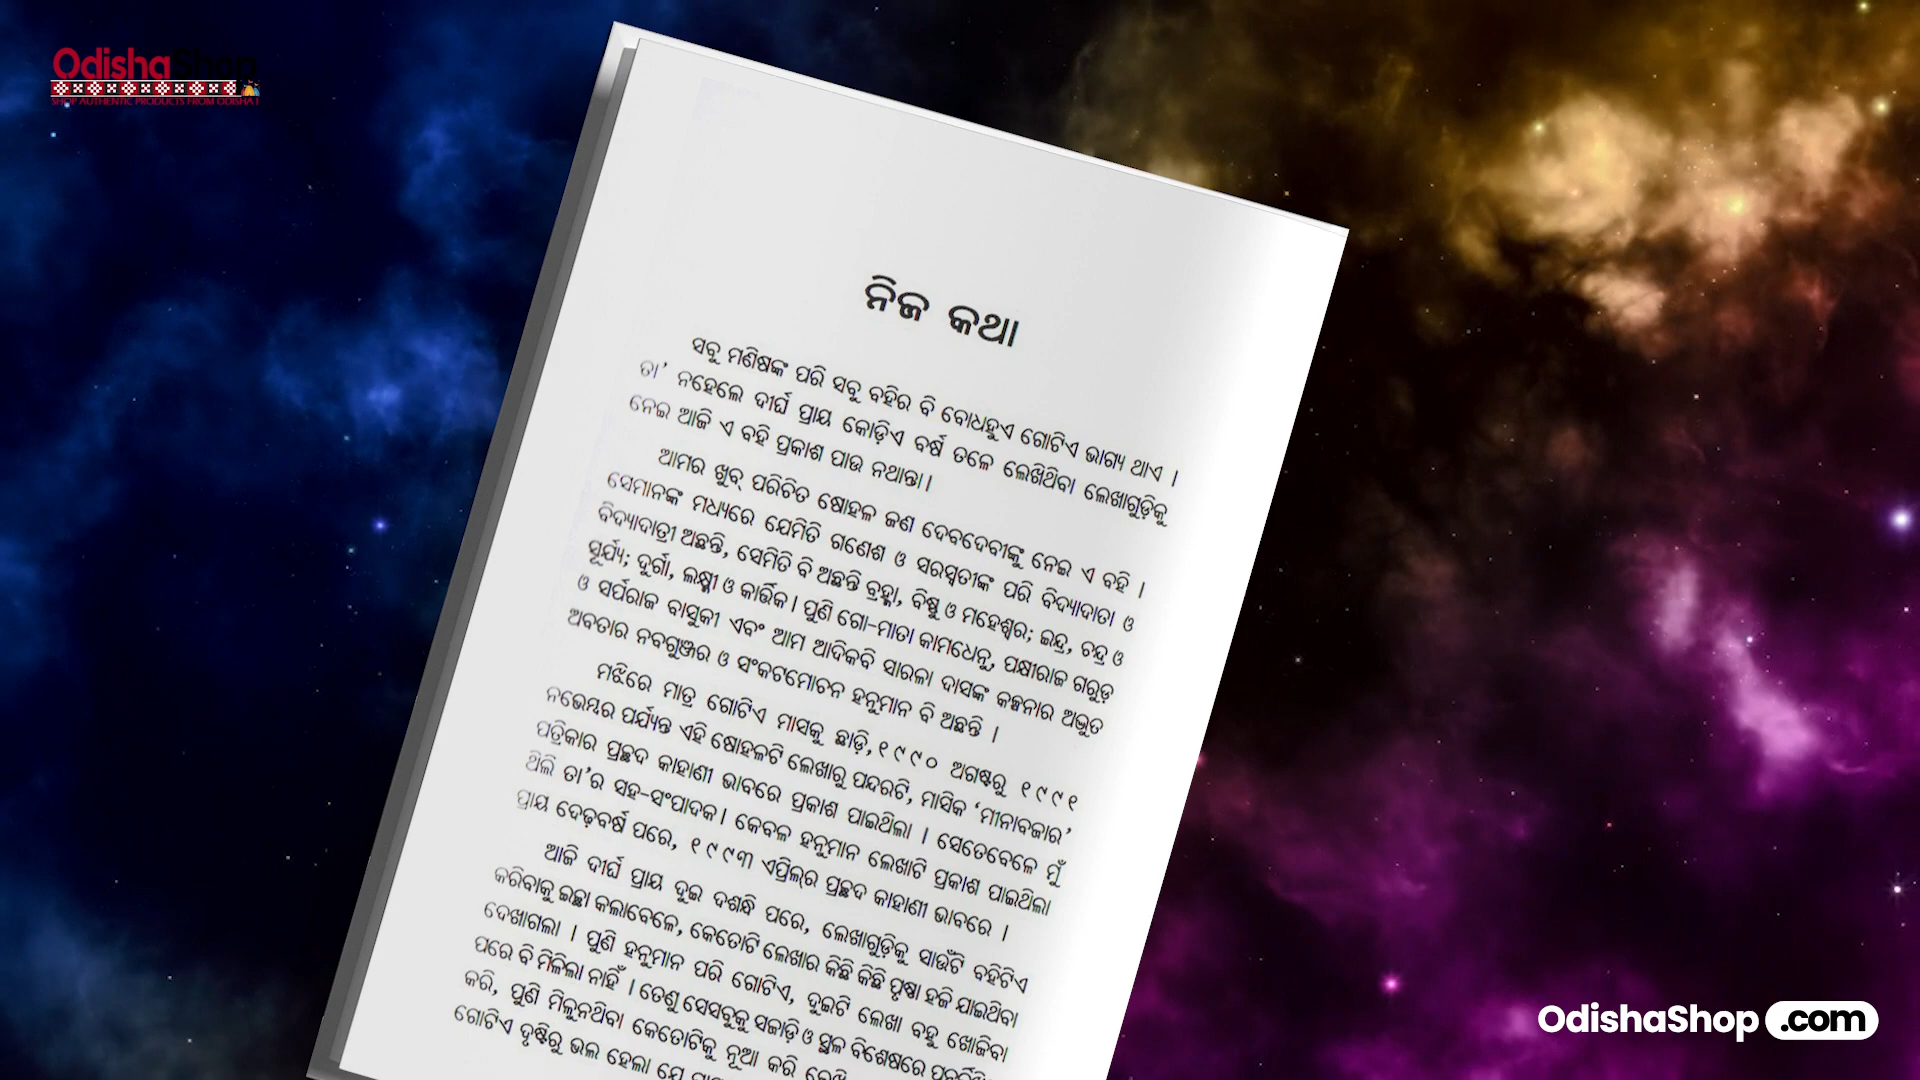 OdishaShop
SHOP AUTHENTIC PRODUCTS FROM ODISHA !
ନିଜ କଥା
ସବୁ ମଣିଷଙ୍କ ପରି ସବୁ ବହିର ବି ବୋଧହୁଏ ଗୋଟିଏ ଭାଗ୍ୟ ଥାଏ ।
ତା’ ନହେଲେ ଦୀର୍ଘ ପ୍ରାୟ କୋଡ଼ିଏ ବର୍ଷ ତଳେ ଲେଖିଥିବା ଲେଖାଗୁଡ଼ିକୁ
ନେଇ ଆଜି ଏ ବହି ପ୍ରକାଶ ପାଉ ନଥାନ୍ତା।
ଆମର ଖୁବ୍ ପରିଚିତ ଷୋହଳ ଜଣ ଦେବଦେବୀଙ୍କୁ ନେଇ ଏ ବହି ।
ସେମାନଙ୍କ ମଧ୍ୟରେ ଯେମିତି ଗଣେଶ ଓ ସରସ୍ୱତୀଙ୍କ ପରି ବିଦ୍ୟାଦାତା ଓ
ବିଦ୍ୟାଦାତ୍ରୀ ଅଛନ୍ତି, ସେମିତି ବି ଅଛନ୍ତି ବ୍ରହ୍ମା, ବିଷ୍ଣୁ ଓ ମହେଶ୍ୱର; ଇନ୍ଦ୍ର, ଚନ୍ଦ୍ର ଓ
ସୂର୍ଯ୍ୟ; ଦୁର୍ଗା, ଲକ୍ଷ୍ମୀ ଓ କାର୍ତ୍ତିକ। ପୁଣି ଗୋ-ମାତା କାମଧେନୁ, ପକ୍ଷୀରାଜ ଗରୁଡ଼
ଓ ସର୍ପରାଜ ବାସୁକୀ ଏବଂ ଆମ ଆଦିକବି ସାରଳା ଦାସଙ୍କ କଳ୍ପନାର ଅଦ୍ଭୁତ
ଅବତାର ନବଗୁଞ୍ଜର ଓ ସଂକଟମୋଚନ ହନୁମାନ ବି ଅଛନ୍ତି ।
ମଝିରେ ମାତ୍ର ଗୋଟିଏ ମାସକୁ ଛାଡ଼ି, ୧୯୯୦ ଅଗଷ୍ଟରୁ ୧୯୯୧
ନଭେମ୍ବର ପର୍ଯ୍ୟନ୍ତ ଏହି ଷୋହଳଟି ଲେଖାରୁ ପନ୍ଦରଟି, ମାସିକ ‘ମୀନାବଜାର’
ପତ୍ରିକାର ପ୍ରଚ୍ଛଦ କାହାଣୀ ଭାବରେ ପ୍ରକାଶ ପାଇଥିଲା । ସେତେବେଳେ ମୁଁ
ଥିଲି ତା’ର ସହ-ସଂପାଦକ। କେବଳ ହନୁମାନ ଲେଖାଟି ପ୍ରକାଶ ପାଇଥିଲା
ପ୍ରାୟ ଦେଢ଼ବର୍ଷ ପରେ, ୧୯୯୩ ଏପ୍ରିଲ୍‌ର ପ୍ରଚ୍ଛଦ କାହାଣୀ ଭାବରେ ।
ଆଜି ଦୀର୍ଘ ପ୍ରାୟ ଦୁଇ ଦଶନ୍ଧି ପରେ, ଲେଖାଗୁଡ଼ିକୁ ସାଉଁଟି ବହିଟିଏ
କରିବାକୁ ଇଚ୍ଛା କଲାବେଳେ, କେତୋଟି ଲେଖାର କିଛି କିଛି ପୃଷ୍ଠା ହଜି ଯାଇଥିବା
ଦେଖାଗଲା । ପୁଣି ହନୁମାନ ପରି ଗୋଟିଏ, ଦୁଇଟି ଲେଖା ବହୁ ଖୋଜିବା
ପରେ ବି ମିଳିଲା ନାହିଁ । ତେଣୁ ସେସବୁକୁ ସଜାଡ଼ି ଓ ସ୍ଥଳ ବିଶେଷରେ
କରି, ପୁଣି ମିଳୁନଥିବା କେତୋଟିକୁ ନୂଆ କରି
ଗୋଟିଏ ଦୃଷ୍ଟିରୁ ଭଲ ହେଲା ଯେ
OdishaShop .com